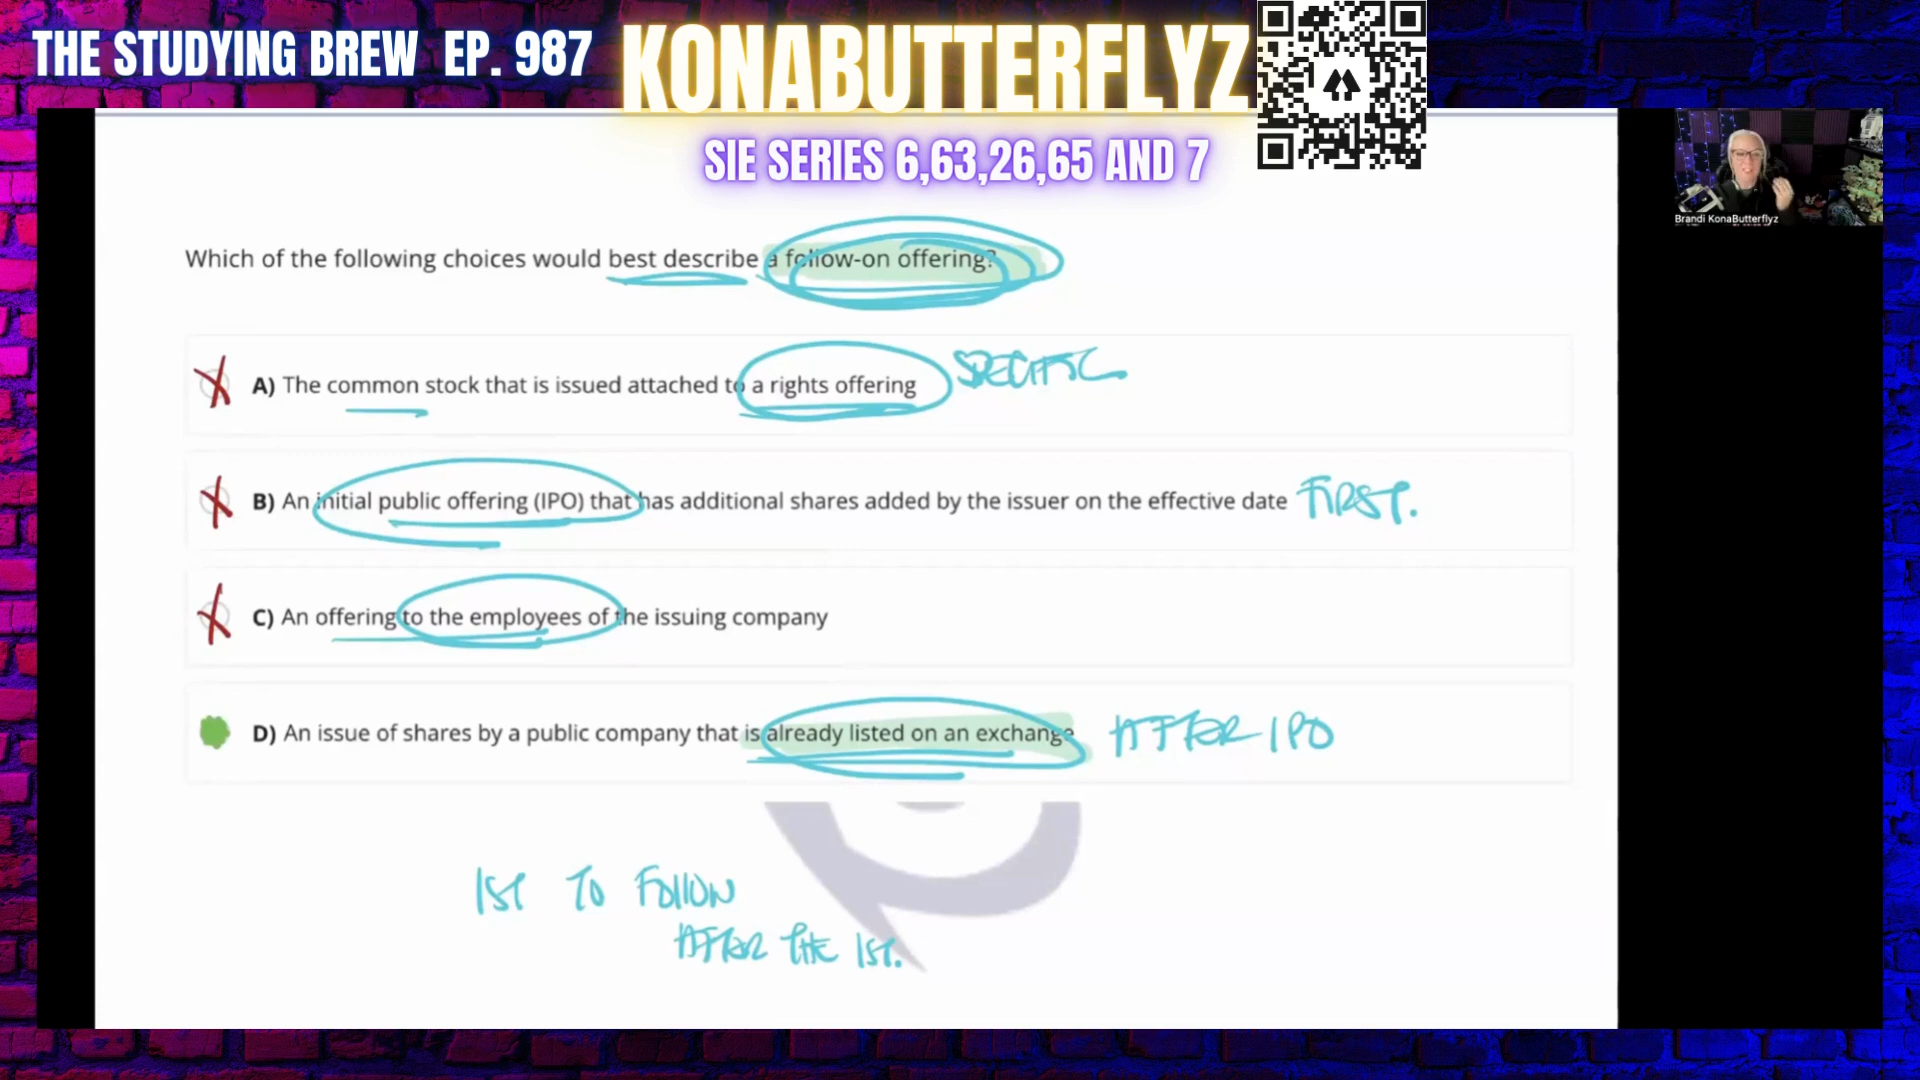 THE STUDYING BREW EP. 987
KONABUTTERFLYZ
SIE SERIES 6,63,26,65 AND 7
Brandi KonaButterflyz
Which of the following choices would best describe a follow-on offering?
A) The common stock that is issued attached to a rights offering
SPECIFIC
B) An initial public offering (IPO) that has additional shares added by the issuer on the effective date
FIRST.
C) An offering to the employees of the issuing company
D) An issue of shares by a public company that is already listed on an exchange
AFTER IPO
1ST TO FOLLOW
AFTER THE 1ST.